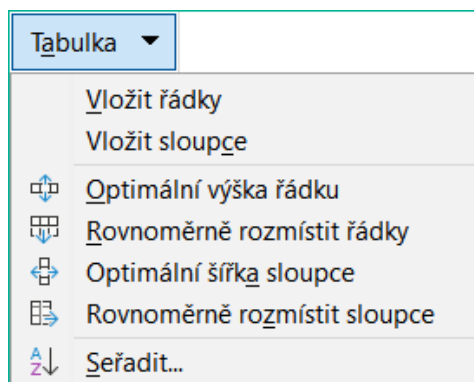 Tabulka
Vložit řádky
Vložit sloupce
Optimální výška řádku
Rovnoměrně rozmístit řádky
Optimální šířka sloupce
Rovnoměrně rozmístit sloupce
Seřadit...